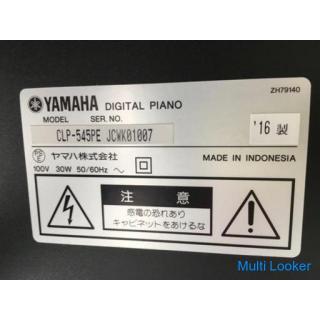 ZH79140
YAMAHA DIGITAL PIANO
MODEL SER. NO.
CLP-545PE JCWK01007
'16 製
ヤマハ株式会社
100V 30W 50/60Hz ～
MADE IN INDONESIA
注意
感電の恐れあり
キャビネットをあけるな
Multi Looker